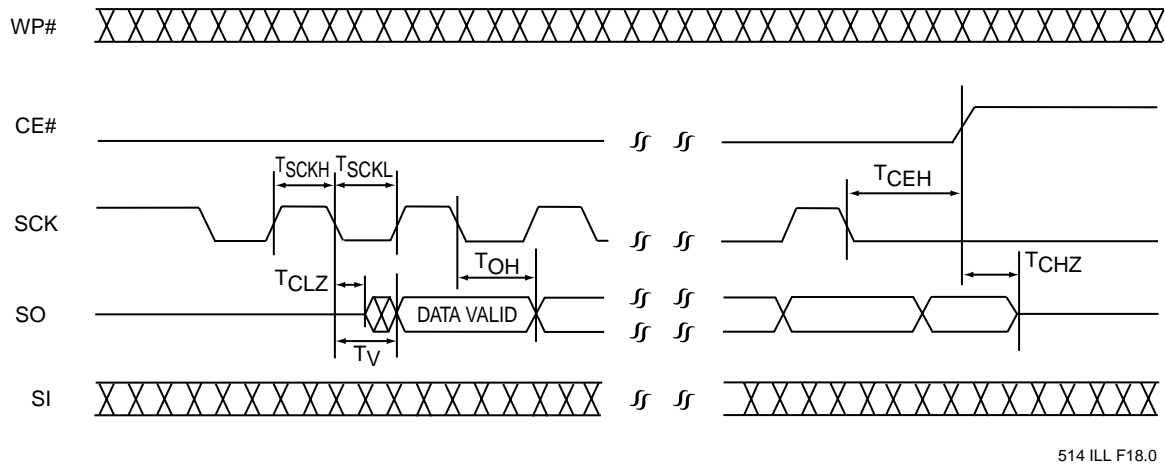 WP#
CE#
TSCKH TSCKL
TCEH
SCK
TOH
TCHZ
TCLZ
SO
DATA VALID
TV
SI
514 ILL F18.0